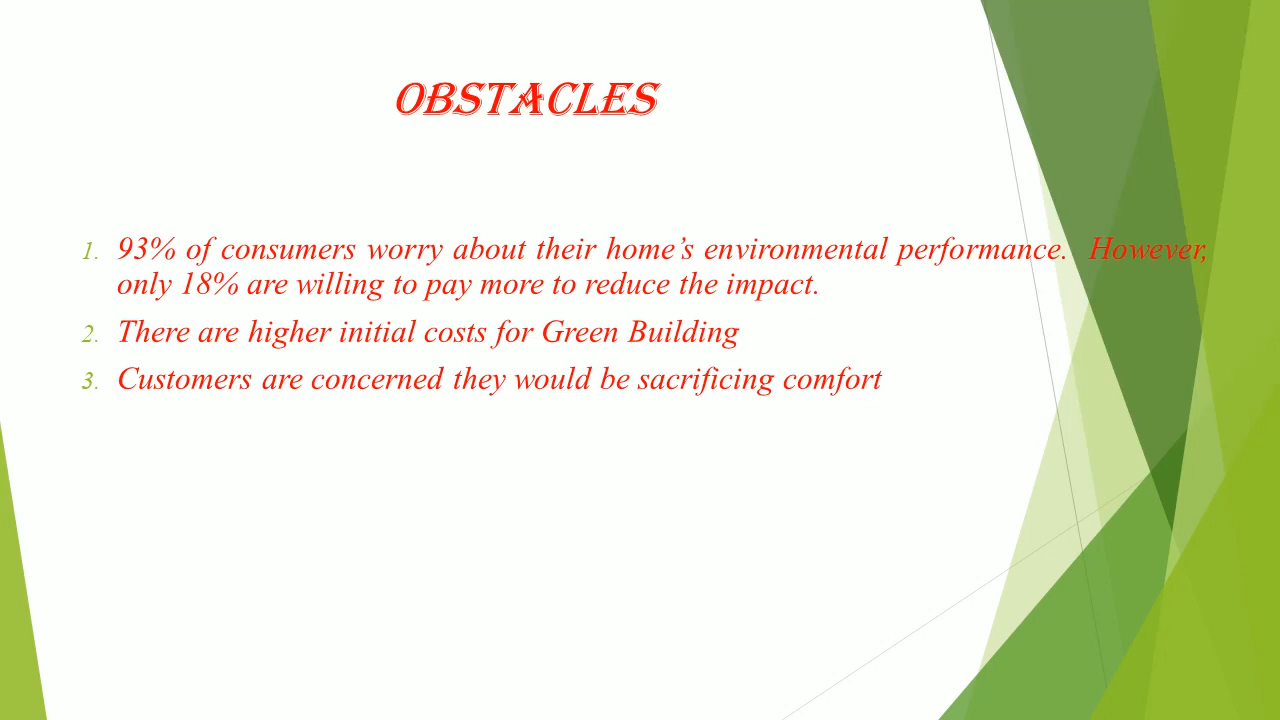 OBSTACLES
1. 93% of consumers worry about their home’s environmental performance. However,
only 18% are willing to pay more to reduce the impact.
2. There are higher initial costs for Green Building
3. Customers are concerned they would be sacrificing comfort